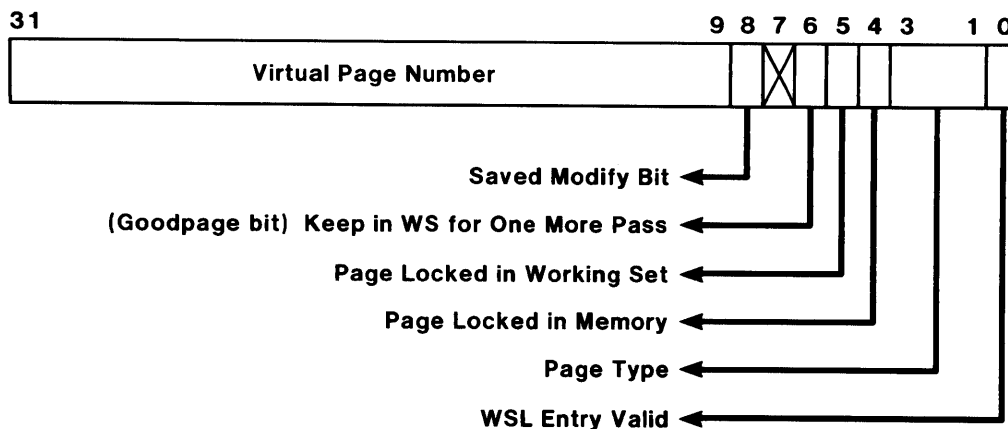 31 9 8 7 6 5 4 3 1 0
Virtual Page Number
Saved Modify Bit
(Goodpage bit) Keep in WS for One More Pass
Page Locked in Working Set
Page Locked in Memory
Page Type
WSL Entry Valid